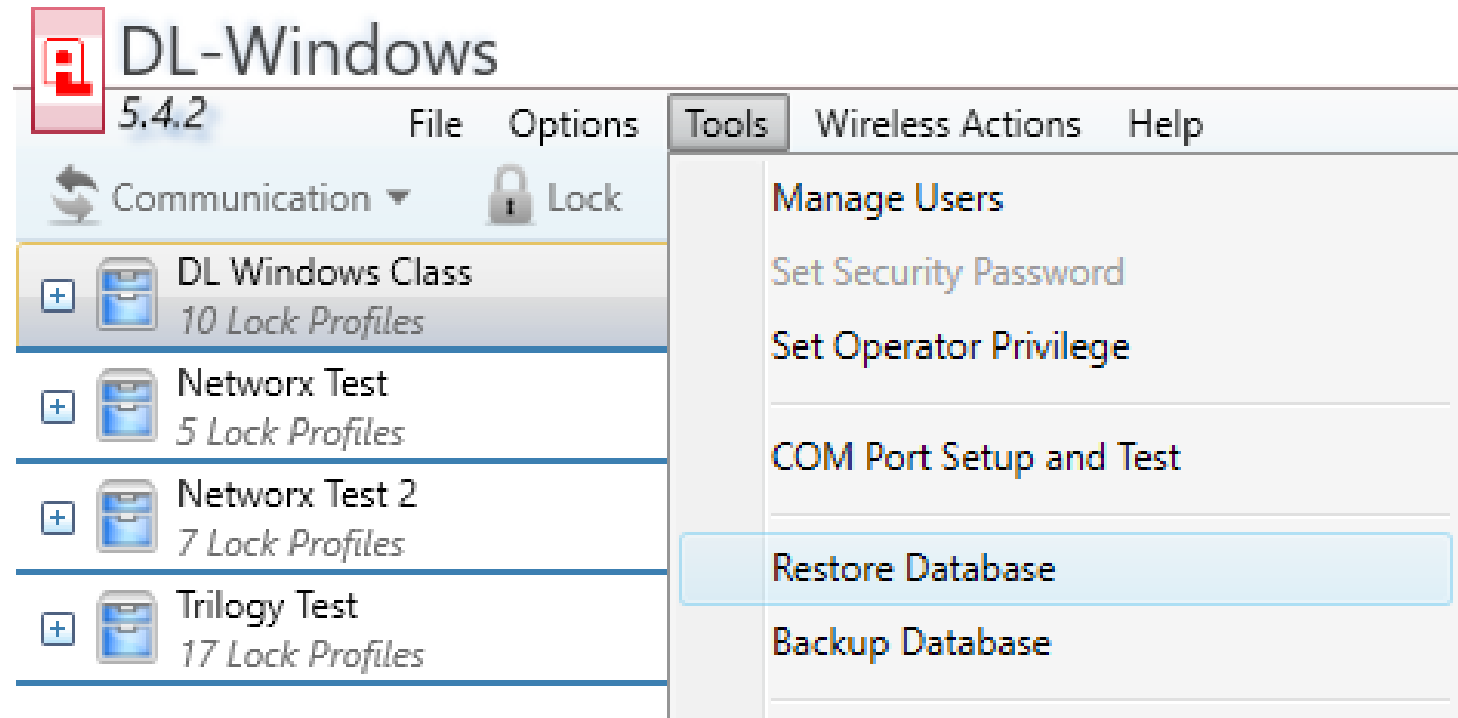 DL-Windows
5.4.2
File Options Tools Wireless Actions Help
Communication Lock
DL Windows Class
10 Lock Profiles
Networx Test
5 Lock Profiles
Networx Test 2
7 Lock Profiles
Trilogy Test
17 Lock Profiles
Manage Users
Set Security Password
Set Operator Privilege
COM Port Setup and Test
Restore Database
Backup Database